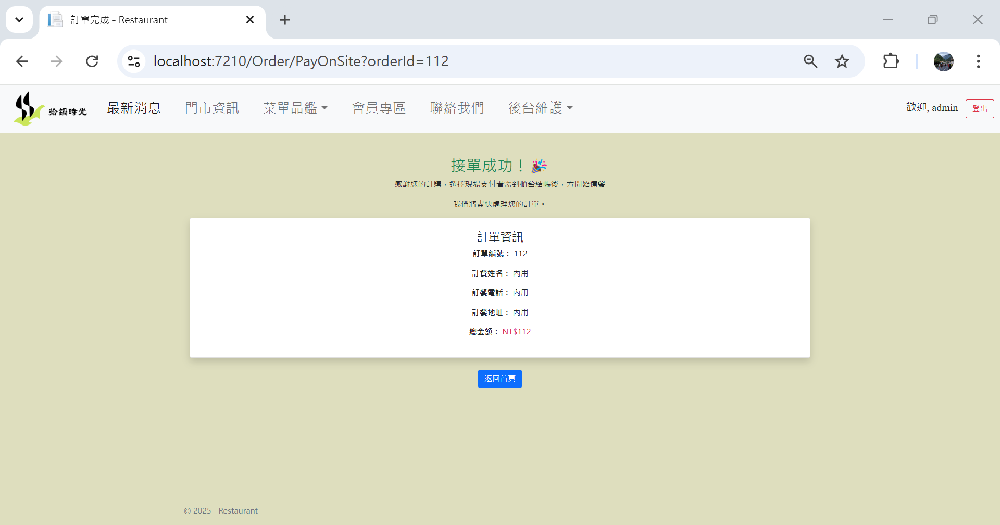 訂單完成 - Restaurant
localhost:7210/Order/PayOnSite?orderId=112
拾鍋時光
最新消息
門市資訊
菜單品鑑
會員專區
聯絡我們
後台維護
歡迎, admin
登出
接單成功！🎉
感謝您的訂購，選擇現場支付者需到櫃台結帳後，方開始備餐
我們將盡快處理您的訂單。
訂單資訊
訂單編號： 112
訂餐姓名： 內用
訂餐電話： 內用
訂餐地址： 內用
總金額： NT$112
返回首頁
© 2025 - Restaurant